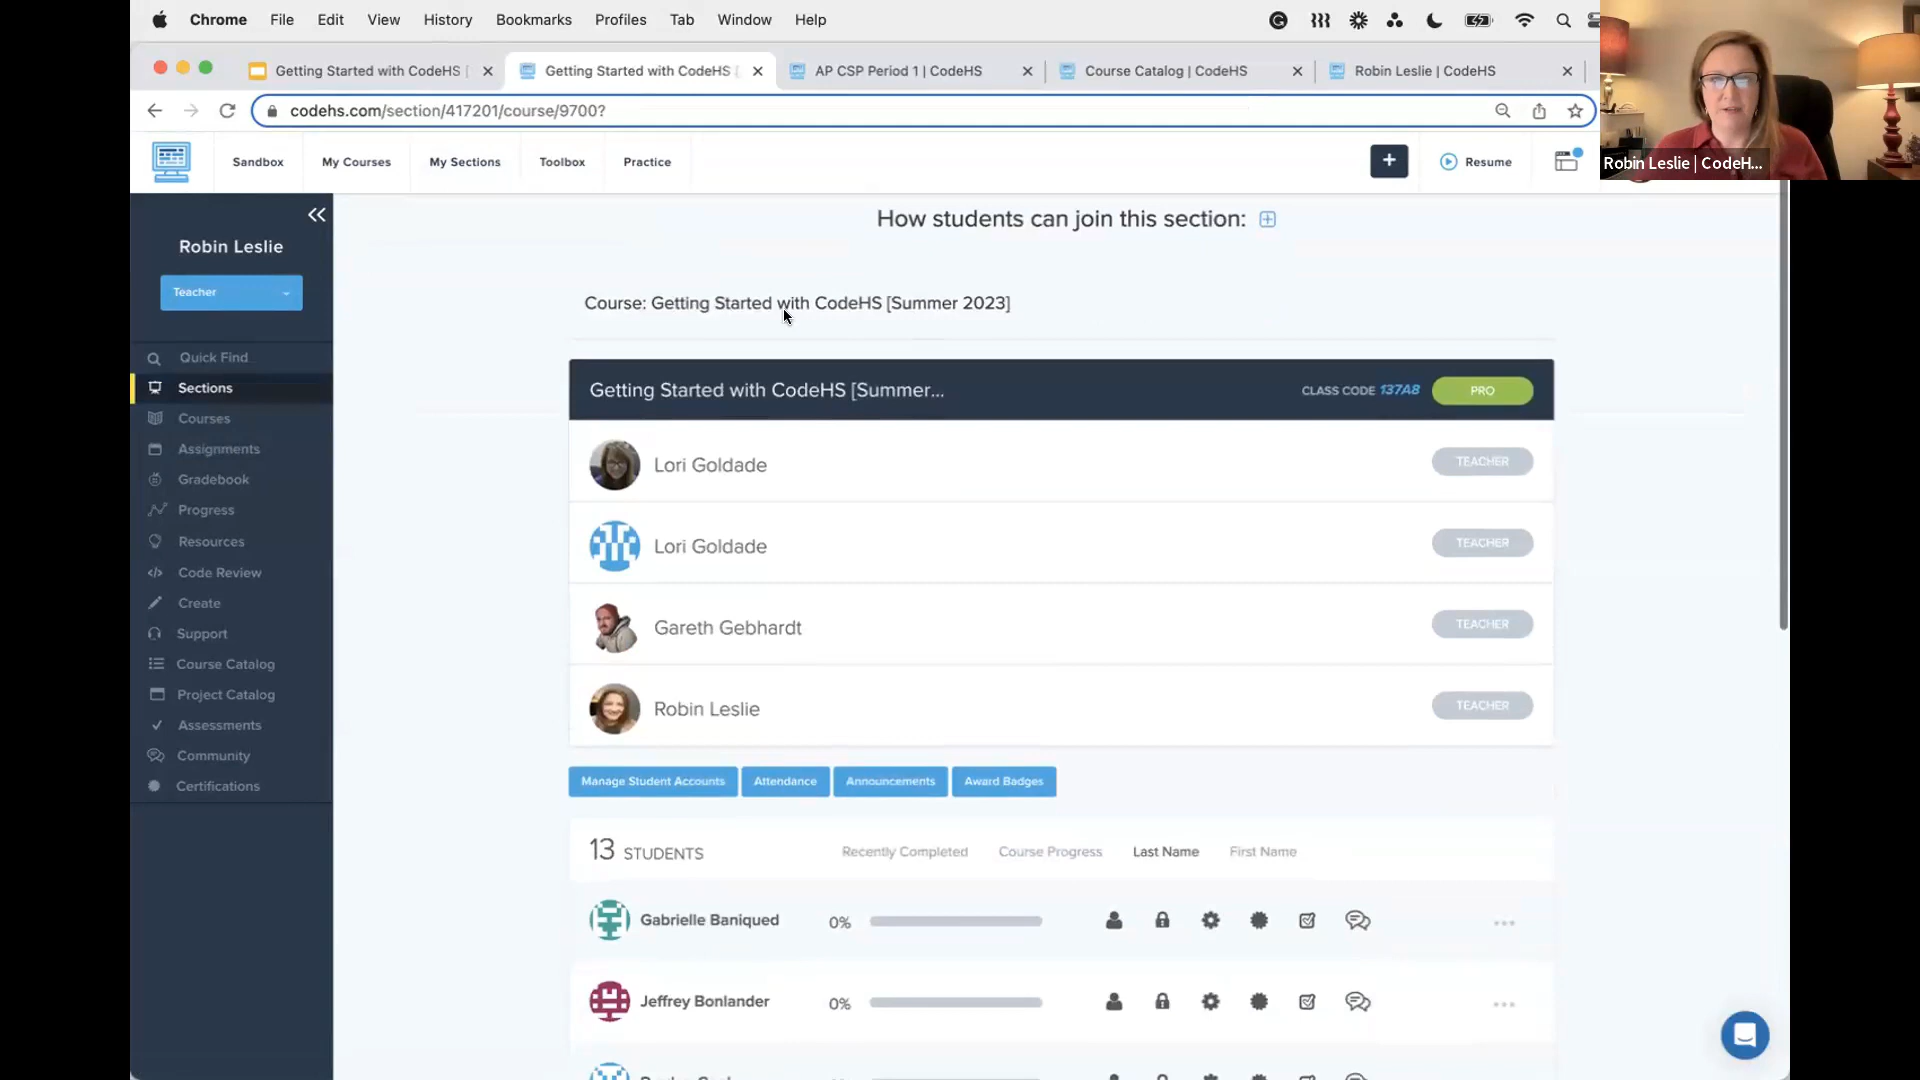 Chrome File Edit View History Bookmarks Profiles Tab Window Help
Getting Started with CodeHS [
Getting Started with CodeHS [
AP CSP Period 1 | CodeHS
Course Catalog | CodeHS
Robin Leslie | CodeHS
codehs.com/section/417201/course/9700?
Robin Leslie | CodeH...
Sandbox My Courses My Sections Toolbox Practice
+ Resume
Robin Leslie
Teacher
Quick Find
Sections
Courses
Assignments
Gradebook
Progress
Resources
Code Review
Create
Support
Course Catalog
Project Catalog
Assessments
Community
Certifications
How students can join this section:
Course: Getting Started with CodeHS [Summer 2023]
Getting Started with CodeHS [Summer...
CLASS CODE 137A8 PRO
Lori Goldade TEACHER
Lori Goldade TEACHER
Gareth Gebhardt TEACHER
Robin Leslie TEACHER
Manage Student Accounts Attendance Announcements Award Badges
13 STUDENTS Recently Completed Course Progress Last Name First Name
Gabrielle Baniqued 0%
Jeffrey Bonlander 0%